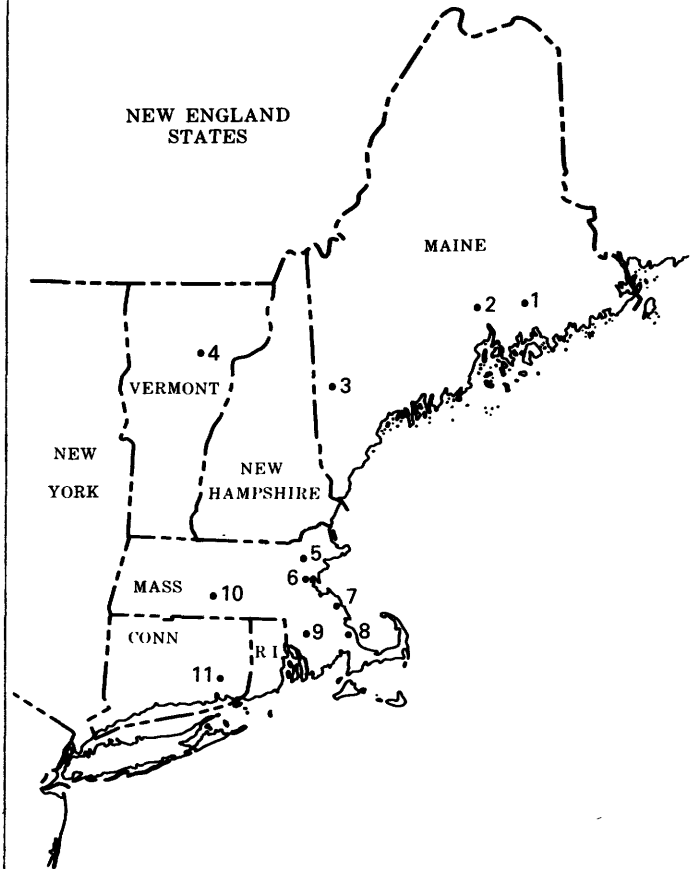 NEW ENGLAND
STATES
MAINE
2
1
4
VERMONT
3
NEW
YORK
NEW
HAMPSHIRE
5
6
MASS
10
7
CONN
R I
9
8
11